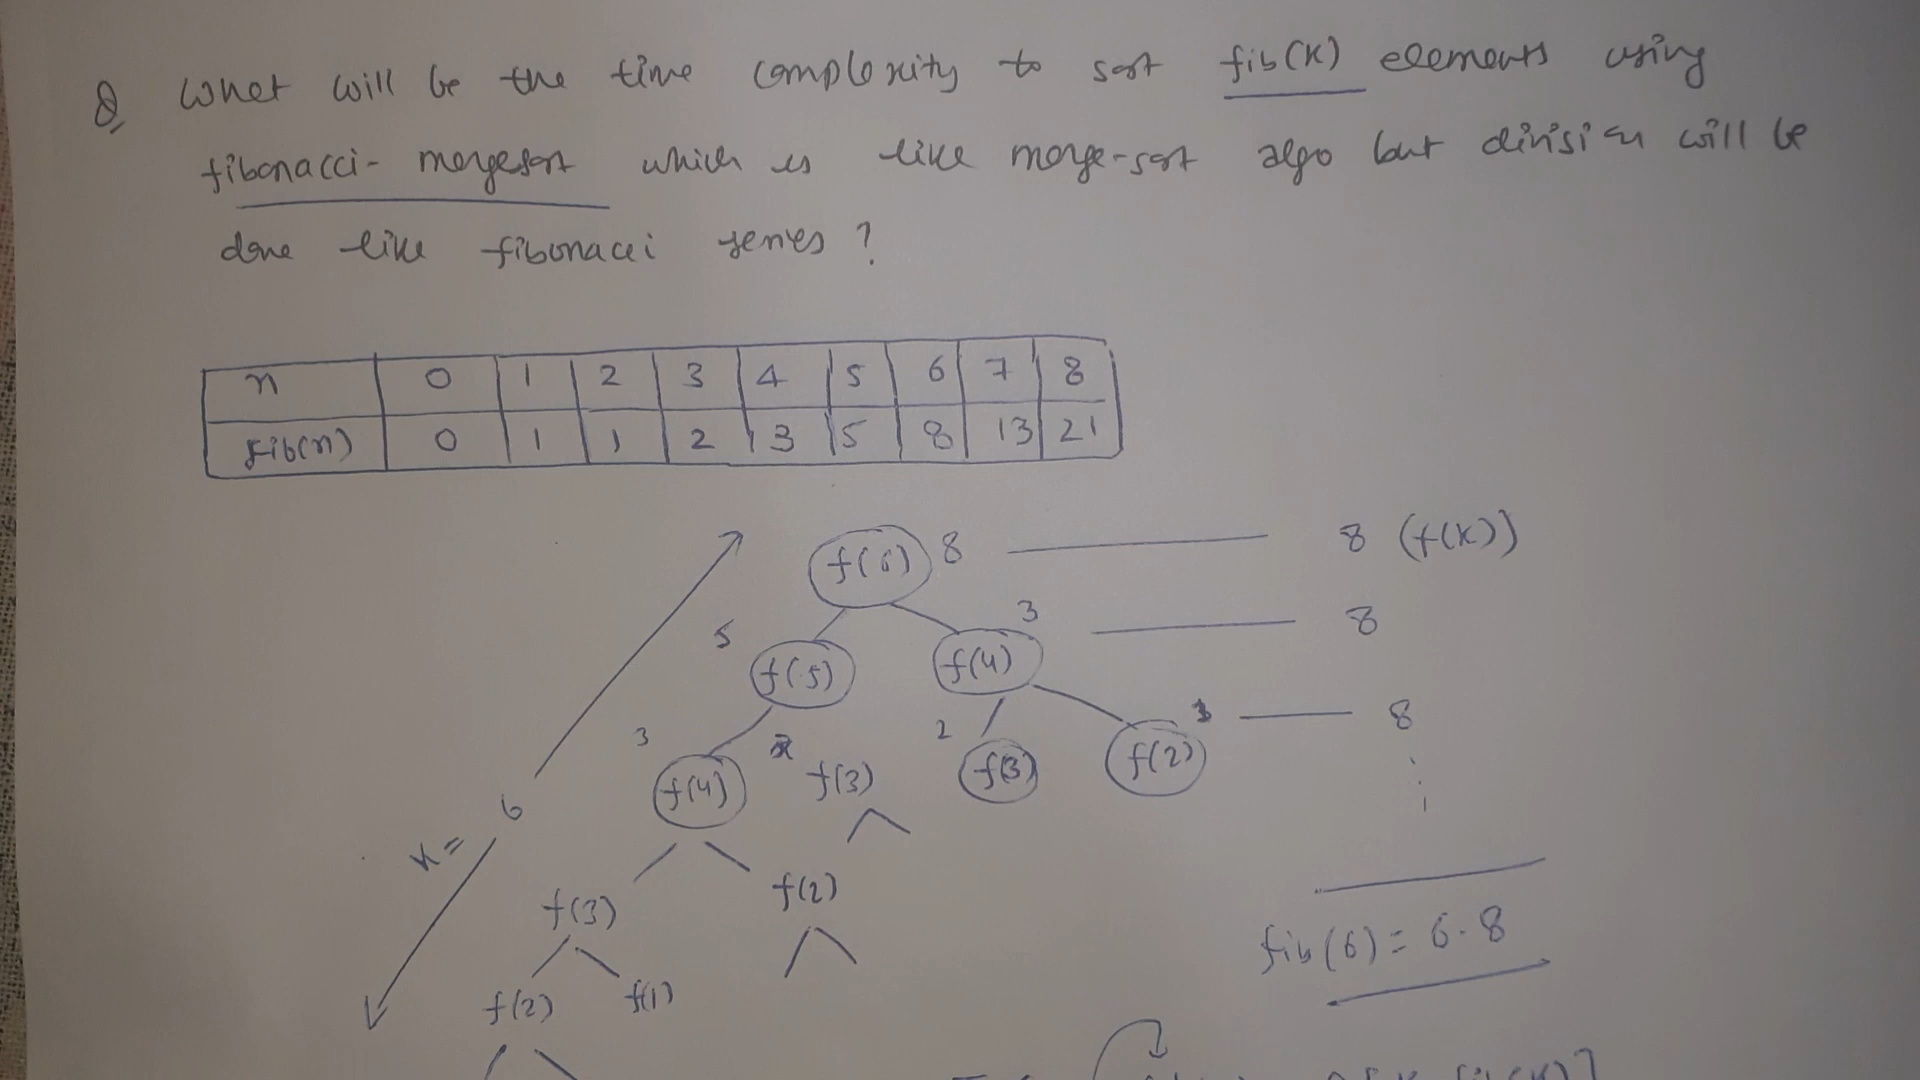 Q what will be the time complexity to sort fib(K) elements using
fibonacci-mergesort which is like merge-sort algo but division will be
done like fibonacci series ?
n 0 1 2 3 4 5 6 7 8
fib(n) 0 1 1 2 3 5 8 13 21
f(6) 8 8 (f(K))
5 f(5) 3 f(4) 8
3 f(4) f(3) 2 f(3) f(2) 8
K = 6
f(3) f(2)
fib(6) = 6.8
f(2) f(1)